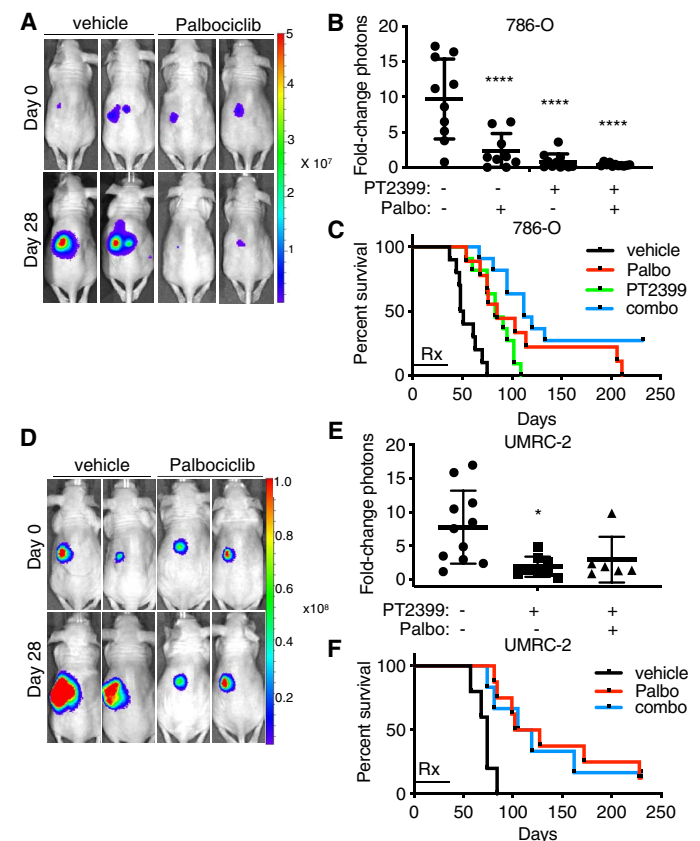 A
vehicle Palbociclib
Day 0
Day 28
5
4
3
X 10⁷
2
1
B
786-O
Fold-change photons
20
15
10
5
0
****
****
****
PT2399: - - + +
Palbo: - + - +
C
786-O
Percent survival
100
50
0
Rx
vehicle
Palbo
PT2399
combo
0 50 100 150 200 250
Days
D
vehicle Palbociclib
Day 0
Day 28
1.0
0.8
0.6
x10⁸
0.4
0.2
E
UMRC-2
Fold-change photons
20
15
10
5
0
*
PT2399: - + +
Palbo: - - +
F
UMRC-2
Percent survival
100
50
0
Rx
vehicle
Palbo
combo
0 50 100 150 200 250
Days